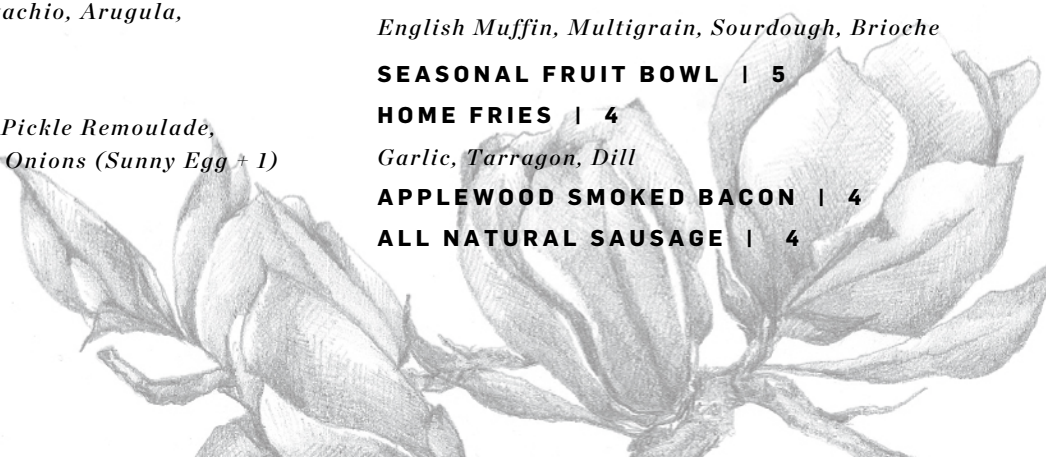 Arugula,
Pickle Remoulade,
Onions (Sunny Egg + 1)
English Muffin, Multigrain, Sourdough, Brioche
SEASONAL FRUIT BOWL | 5
HOME FRIES | 4
Garlic, Tarragon, Dill
APPLEWOOD SMOKED BACON | 4
ALL NATURAL SAUSAGE | 4